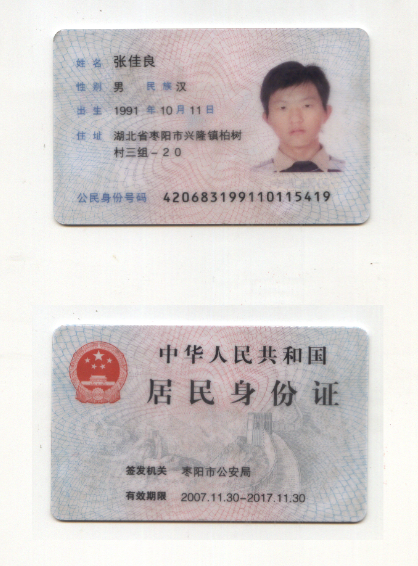 姓名 张佳良
性别 男 民族 汉
出生 1991 年 10 月 11 日
住址 湖北省枣阳市兴隆镇柏树
村三组－20
公民身份号码 420683199110115419
中华人民共和国
居民身份证
签发机关 枣阳市公安局
有效期限 2007.11.30-2017.11.30